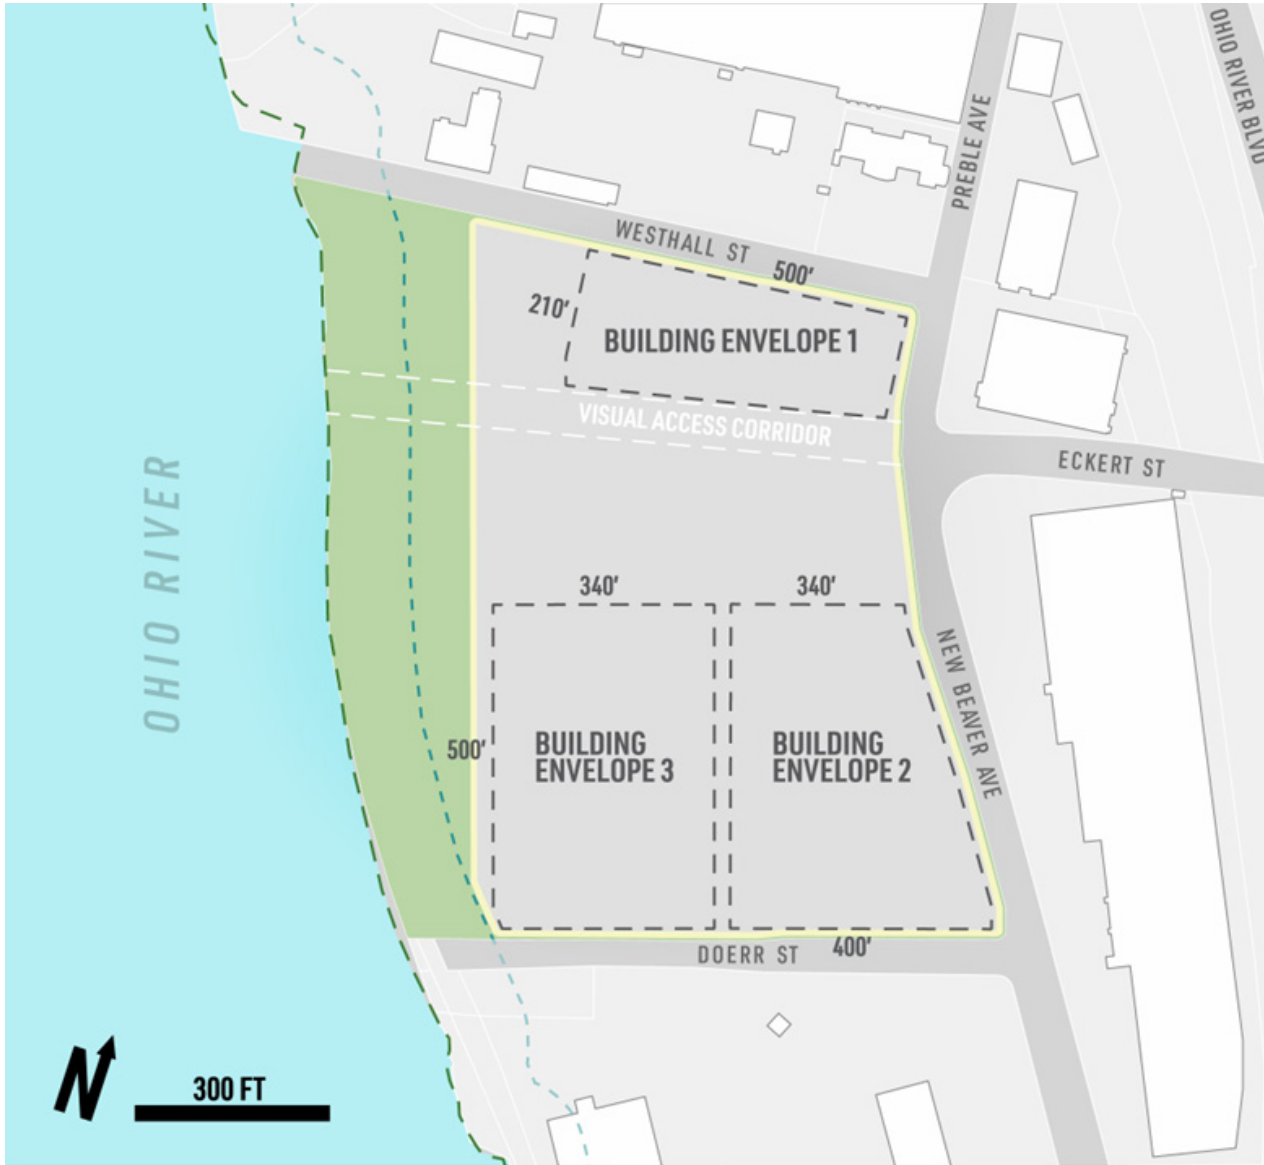 OHIO RIVER BLVD
PREBLE AVE
WESTHALL ST
500'
210'
BUILDING ENVELOPE 1
VISUAL ACCESS CORRIDOR
ECKERT ST
OHIO RIVER
340'
340'
NEW BEAVER AVE
500'
BUILDING
ENVELOPE 3
BUILDING
ENVELOPE 2
DOERR ST
400'
N
300 FT